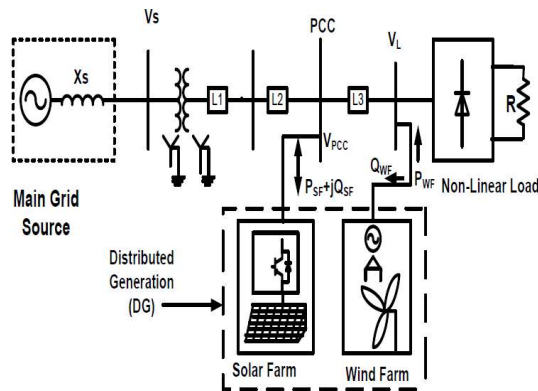 Vs
PCC
VL
Xs
L1
L2
L3
R
VPCC
QWF
PWF
PSF+jQSF
Non-Linear Load
Main Grid
Source
Distributed
Generation
(DG)
Solar Farm
Wind Farm